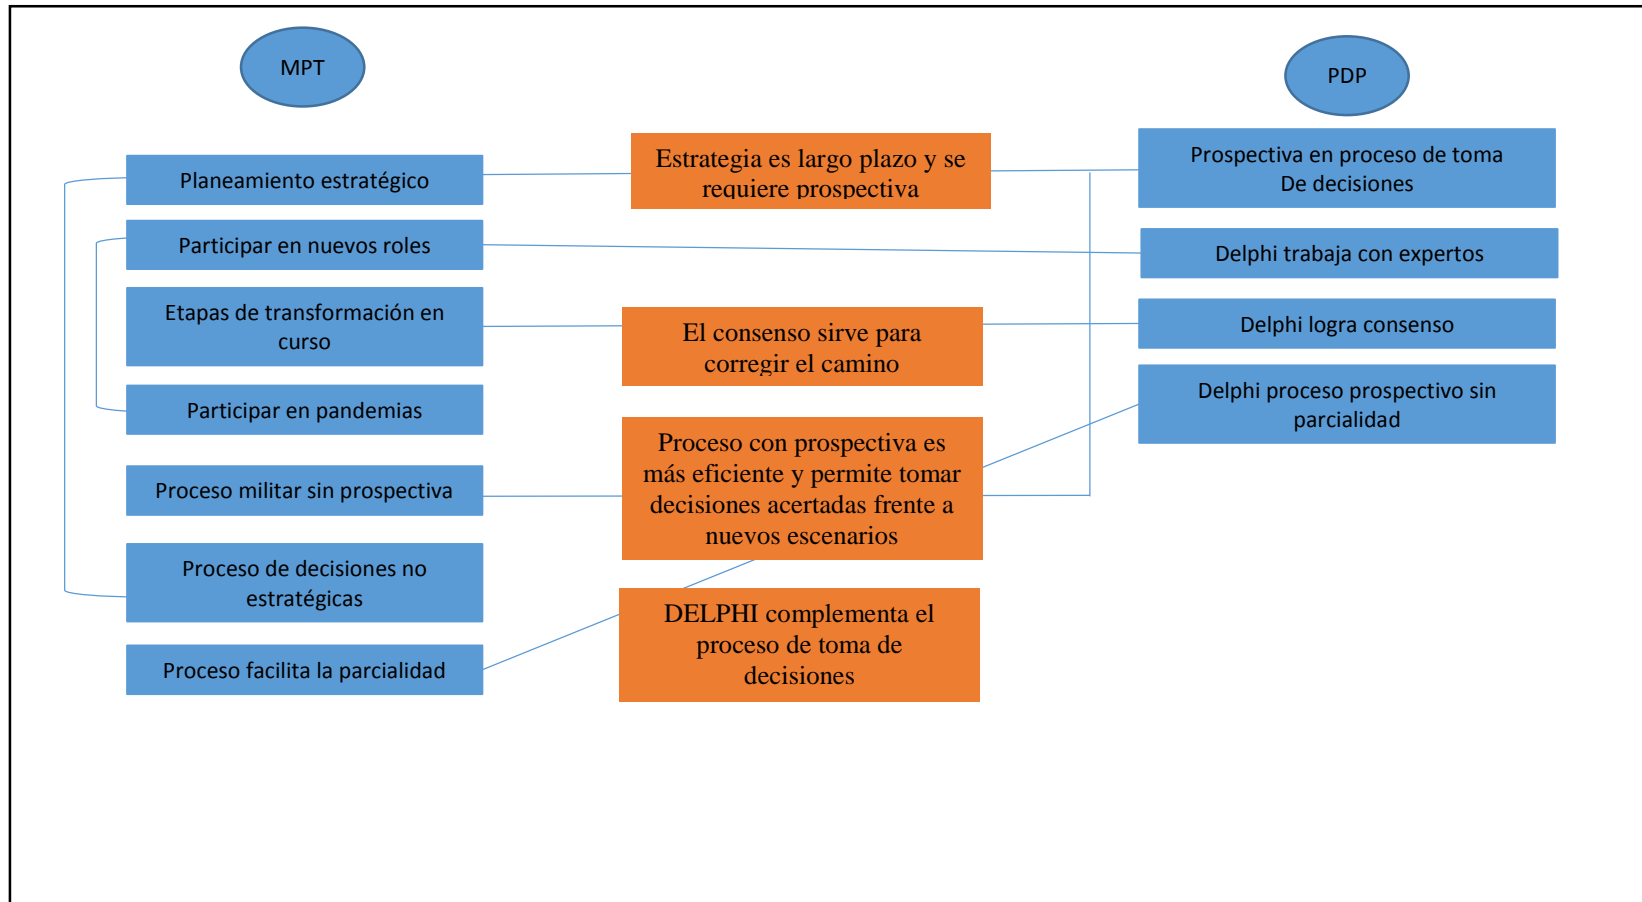 MPT
PDP
Planeamiento estratégico
Participar en nuevos roles
Etapas de transformación en
curso
Participar en pandemias
Proceso militar sin prospectiva
Proceso de decisiones no
estratégicas
Proceso facilita la parcialidad
Estrategia es largo plazo y se
requiere prospectiva
El consenso sirve para
corregir el camino
Proceso con prospectiva es
más eficiente y permite tomar
decisiones acertadas frente a
nuevos escenarios
DELPHI complementa el
proceso de toma de
decisiones
Prospectiva en proceso de toma
De decisiones
Delphi trabaja con expertos
Delphi logra consenso
Delphi proceso prospectivo sin
parcialidad